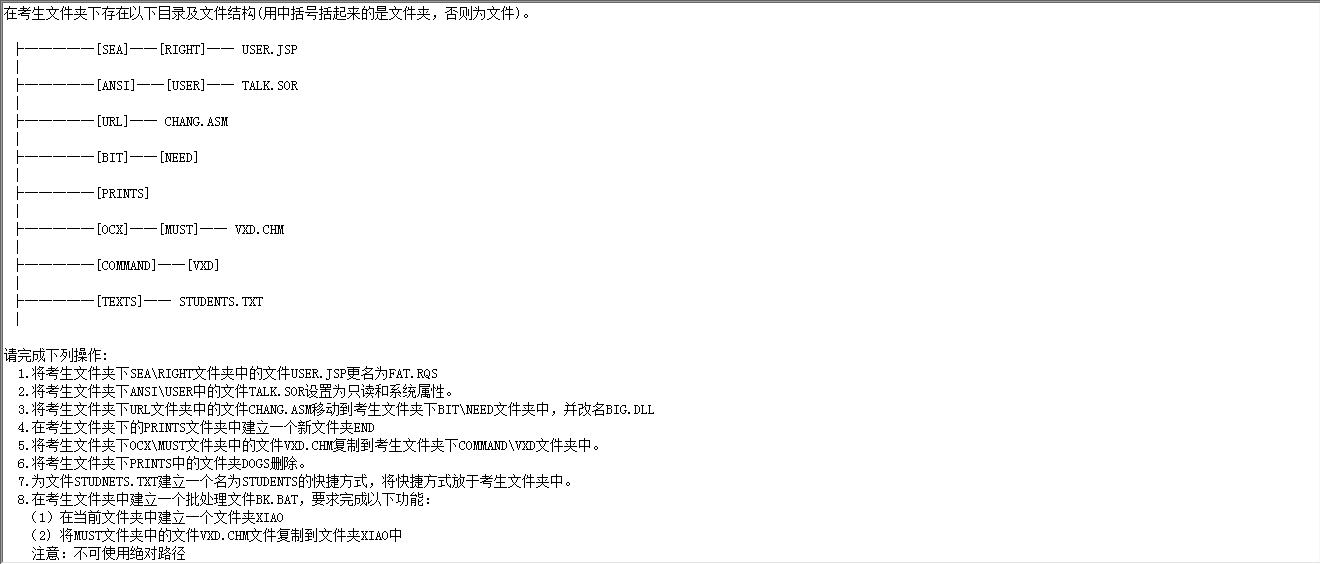 在考生文件夹下存在以下目录及文件结构(用中括号括起来的是文件夹，否则为文件)。
├─────[SEA]──[RIGHT]── USER.JSP
│
├─────[ANSI]──[USER]── TALK.SOR
│
├─────[URL]── CHANG.ASM
│
├─────[BIT]──[NEED]
│
├─────[PRINTS]
│
├─────[OCX]──[MUST]── VXD.CHM
│
├─────[COMMAND]──[VXD]
│
├─────[TEXTS]── STUDENTS.TXT
│
请完成下列操作:
1.将考生文件夹下SEA\RIGHT文件夹中的文件USER.JSP更名为FAT.RQS
2.将考生文件夹下ANSI\USER中的文件TALK.SOR设置为只读和系统属性。
3.将考生文件夹下URL文件夹中的文件CHANG.ASM移动到考生文件夹下BIT\NEED文件夹中，并改名BIG.DLL
4.在考生文件夹下的PRINTS文件夹中建立一个新文件夹END
5.将考生文件夹下OCX\MUST文件夹中的文件VXD.CHM复制到考生文件夹下COMMAND\VXD文件夹中。
6.将考生文件夹下PRINTS中的文件夹DOGS删除。
7.为文件STUDNETS.TXT建立一个名为STUDENTS的快捷方式，将快捷方式放于考生文件夹中。
8.在考生文件夹中建立一个批处理文件BK.BAT，要求完成以下功能：
（1）在当前文件夹中建立一个文件夹XIAO
（2）将MUST文件夹中的文件VXD.CHM文件复制到文件夹XIAO中
注意：不可使用绝对路径